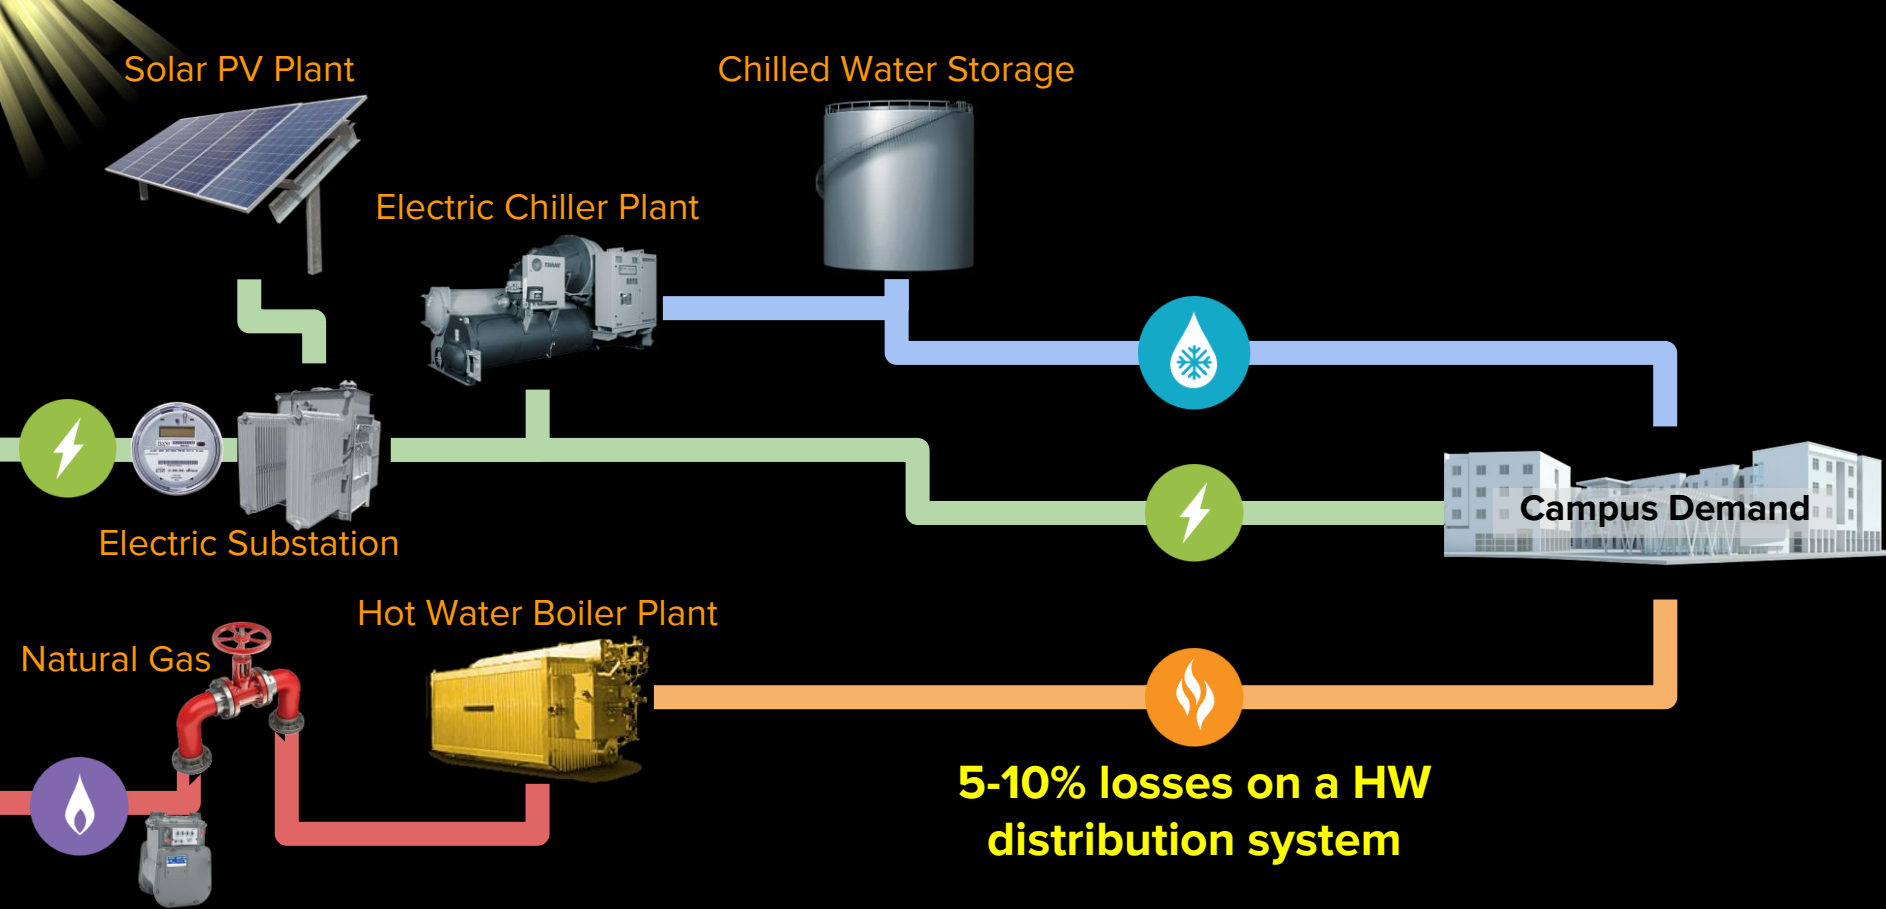 Solar PV Plant
Chilled Water Storage
Electric Chiller Plant
TRANE
Campus Demand
Electric Substation
Hot Water Boiler Plant
Natural Gas
5-10% losses on a HW
distribution system